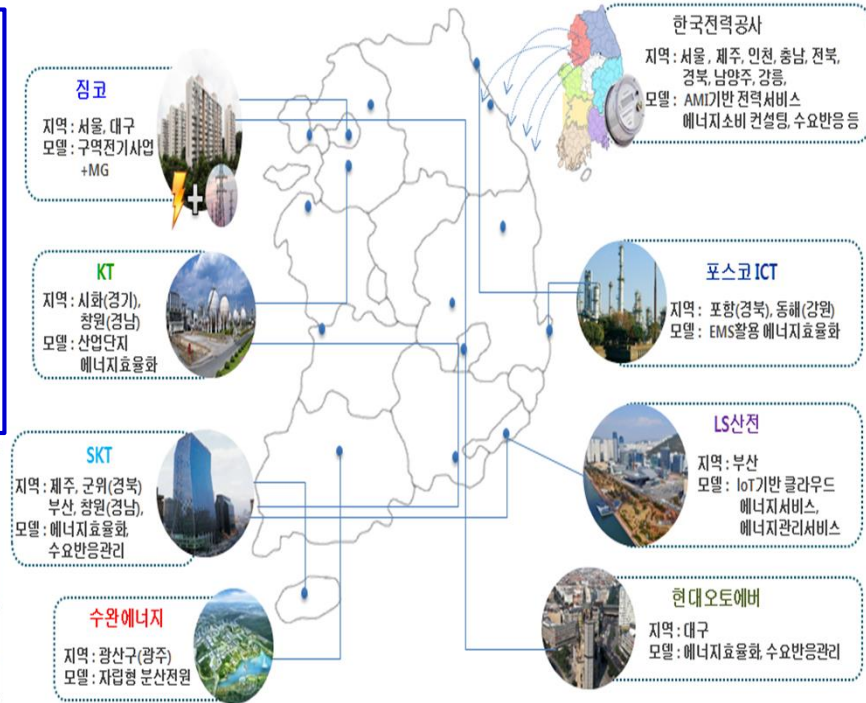 짐코
지역 : 서울, 대구
모델 : 구역전기사업
+MG
KT
지역 : 시화(경기),
창원(경남)
모델 : 산업단지
에너지효율화
SKT
지역 : 제주, 군위(경북)
부산, 창원(경남),
모델 : 에너지효율화,
수요반응관리
수완에너지
지역 : 광산구(광주)
모델 : 자립형 분산전원
한국전력공사
지역 : 서울, 제주, 인천, 충남, 전북,
경북, 남양주, 강릉,
모델 : AMI기반 전력서비스
에너지소비 컨설팅, 수요반응 등
포스코 ICT
지역 : 포항(경북), 동해(강원)
모델 : EMS활용 에너지효율화
LS산전
지역 : 부산
모델 : IoT기반 클라우드
에너지서비스,
에너지관리서비스
현대오토에버
지역 : 대구
모델 : 에너지효율화, 수요반응관리